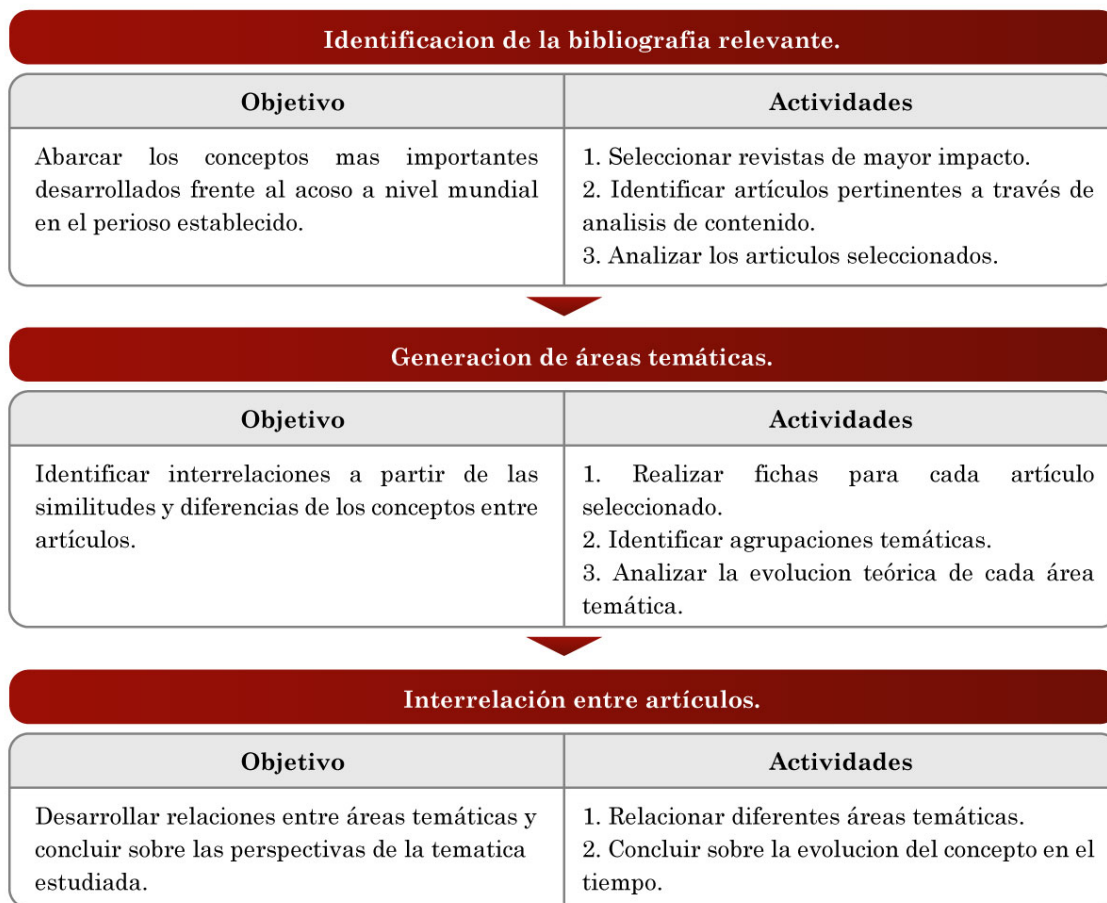 Identificacion de la bibliografia relevante.
Objetivo
Actividades
Abarcar los conceptos mas importantes
desarrollados frente al acoso a nivel mundial
en el perioso establecido.
1. Seleccionar revistas de mayor impacto.
2. Identificar artículos pertinentes a través de
analisis de contenido.
3. Analizar los articulos seleccionados.
Generacion de áreas temáticas.
Objetivo
Actividades
Identificar interrelaciones a partir de las
similitudes y diferencias de los conceptos entre
artículos.
1. Realizar fichas para cada artículo
seleccionado.
2. Identificar agrupaciones temáticas.
3. Analizar la evolucion teórica de cada área
temática.
Interrelación entre artículos.
Objetivo
Actividades
Desarrollar relaciones entre áreas temáticas y
concluir sobre las perspectivas de la tematica
estudiada.
1. Relacionar diferentes áreas temáticas.
2. Concluir sobre la evolucion del concepto en el
tiempo.